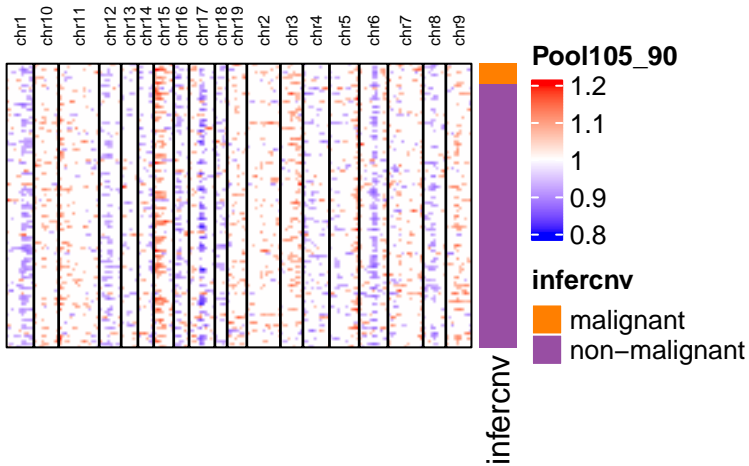 chr1
chr10
chr11
chr12
chr13
chr14
chr15
chr16
chr17
chr18
chr19
chr2
chr3
chr4
chr5
chr6
chr7
chr8
chr9
Pool105_90
1.2
1.1
1
0.9
0.8
infercnv
malignant
non−malignant
infercnv